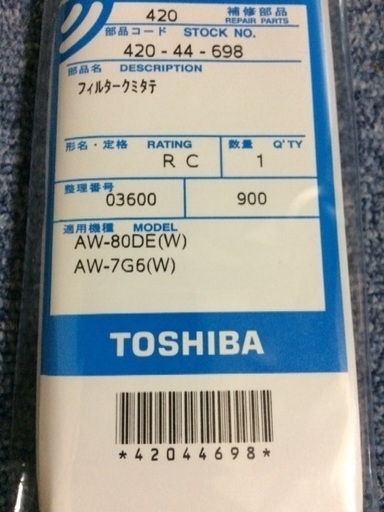 420 補修部品
REPAIR PARTS
部品コード STOCK NO.
420-44-698
部品名 DESCRIPTION
フィルタークミタテ
形名・定格 RATING 数量 Q'TY
R C 1
整理番号
03600 900
適用機種 MODEL
AW-80DE(W)
AW-7G6(W)
TOSHIBA
*42044698*